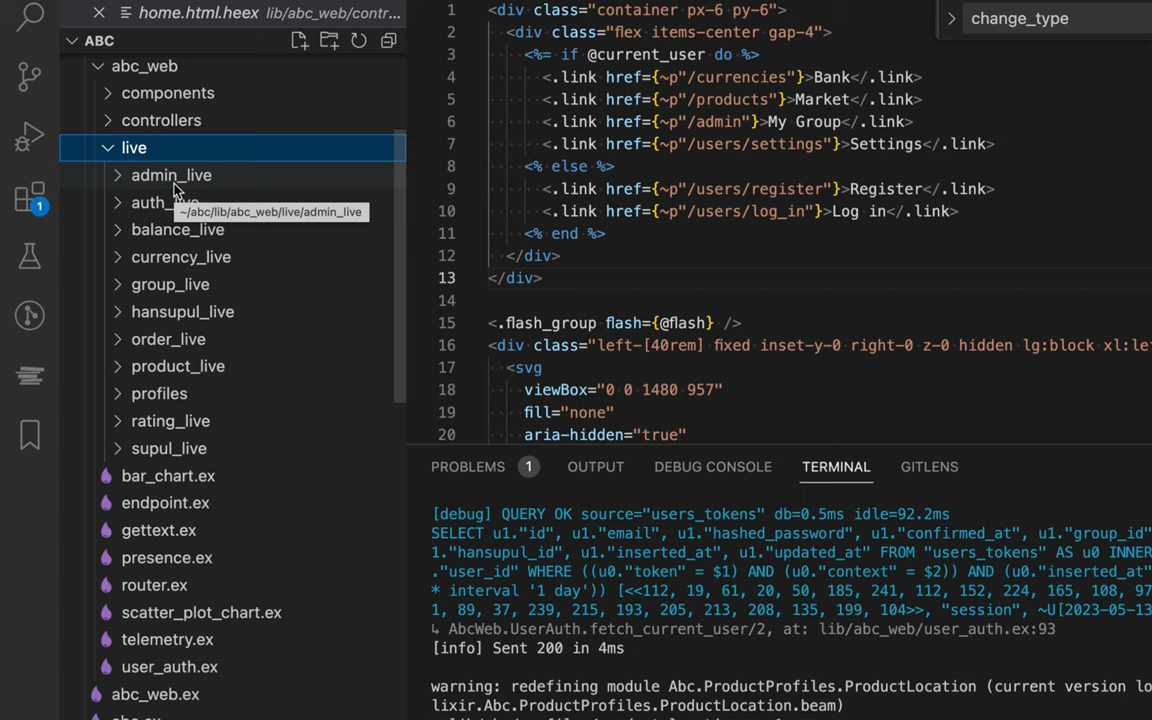 home.html.heex lib/abc_web/contr...
ABC
abc_web
components
controllers
live
admin_live
auth_
~/abc/lib/abc_web/live/admin_live
balance_live
currency_live
group_live
hansupul_live
order_live
product_live
profiles
rating_live
supul_live
bar_chart.ex
endpoint.ex
gettext.ex
presence.ex
router.ex
scatter_plot_chart.ex
telemetry.ex
user_auth.ex
abc_web.ex
1
change_type
1 <div class="container px-6 py-6">
2 <div class="flex items-center gap-4">
3 <%= if @current_user do %>
4 <.link href={~p"/currencies"}>Bank</.link>
5 <.link href={~p"/products"}>Market</.link>
6 <.link href={~p"/admin"}>My Group</.link>
7 <.link href={~p"/users/settings"}>Settings</.link>
8 <% else %>
9 <.link href={~p"/users/register"}>Register</.link>
10 <.link href={~p"/users/log_in"}>Log in</.link>
11 <% end %>
12 </div>
13 </div>
14
15 <.flash_group flash={@flash} />
16 <div class="left-[40rem] fixed inset-y-0 right-0 z-0 hidden lg:block xl:le
17 <svg
18 viewBox="0 0 1480 957"
19 fill="none"
20 aria-hidden="true"
PROBLEMS 1 OUTPUT DEBUG CONSOLE TERMINAL GITLENS
[debug] QUERY OK source="users_tokens" db=0.5ms idle=92.2ms
SELECT u1."id", u1."email", u1."hashed_password", u1."confirmed_at", u1."group_id"
1."hansupul_id", u1."inserted_at", u1."updated_at" FROM "users_tokens" AS u0 INNER
."user_id" WHERE ((u0."token" = $1) AND (u0."context" = $2)) AND (u0."inserted_at"
* interval '1 day')) [<<112, 19, 61, 20, 50, 185, 241, 112, 152, 224, 165, 108, 97
1, 89, 37, 239, 215, 193, 205, 213, 208, 135, 199, 104>>, "session", ~U[2023-05-13
↳ AbcWeb.UserAuth.fetch_current_user/2, at: lib/abc_web/user_auth.ex:93
[info] Sent 200 in 4ms
warning: redefining module Abc.ProductProfiles.ProductLocation (current version lo
lixir.Abc.ProductProfiles.ProductLocation.beam)